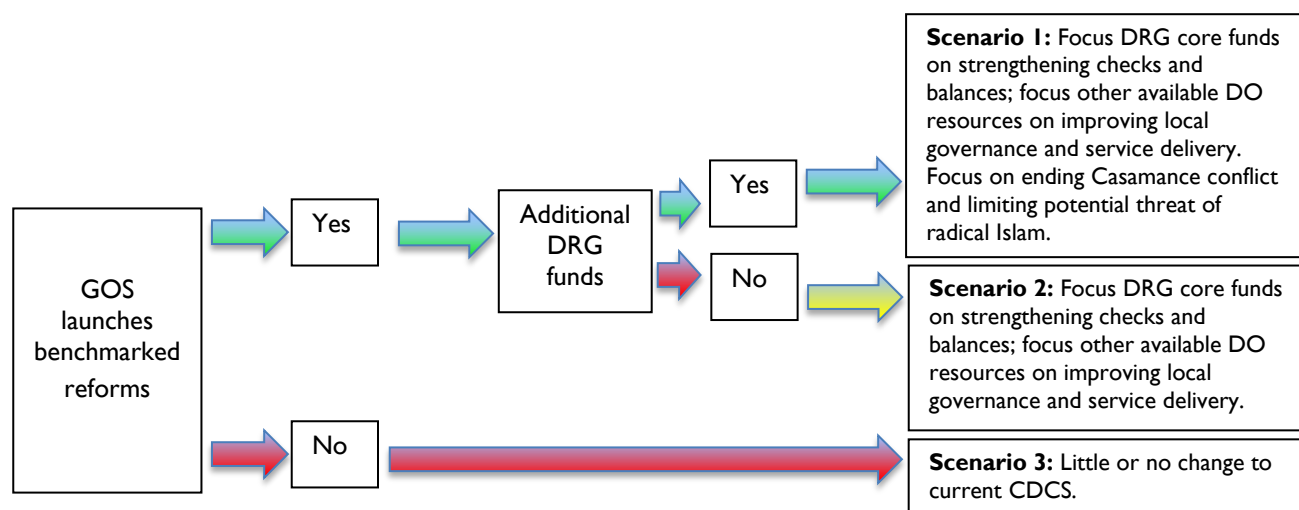 GOS
launches
benchmarked
reforms
Yes
Additional
DRG
funds
Yes
Scenario 1: Focus DRG core funds
on strengthening checks and
balances; focus other available DO
resources on improving local
governance and service delivery.
Focus on ending Casamance conflict
and limiting potential threat of
radical Islam.
No
Scenario 2: Focus DRG core funds
on strengthening checks and
balances; focus other available DO
resources on improving local
governance and service delivery.
No
Scenario 3: Little or no change to
current CDCS.